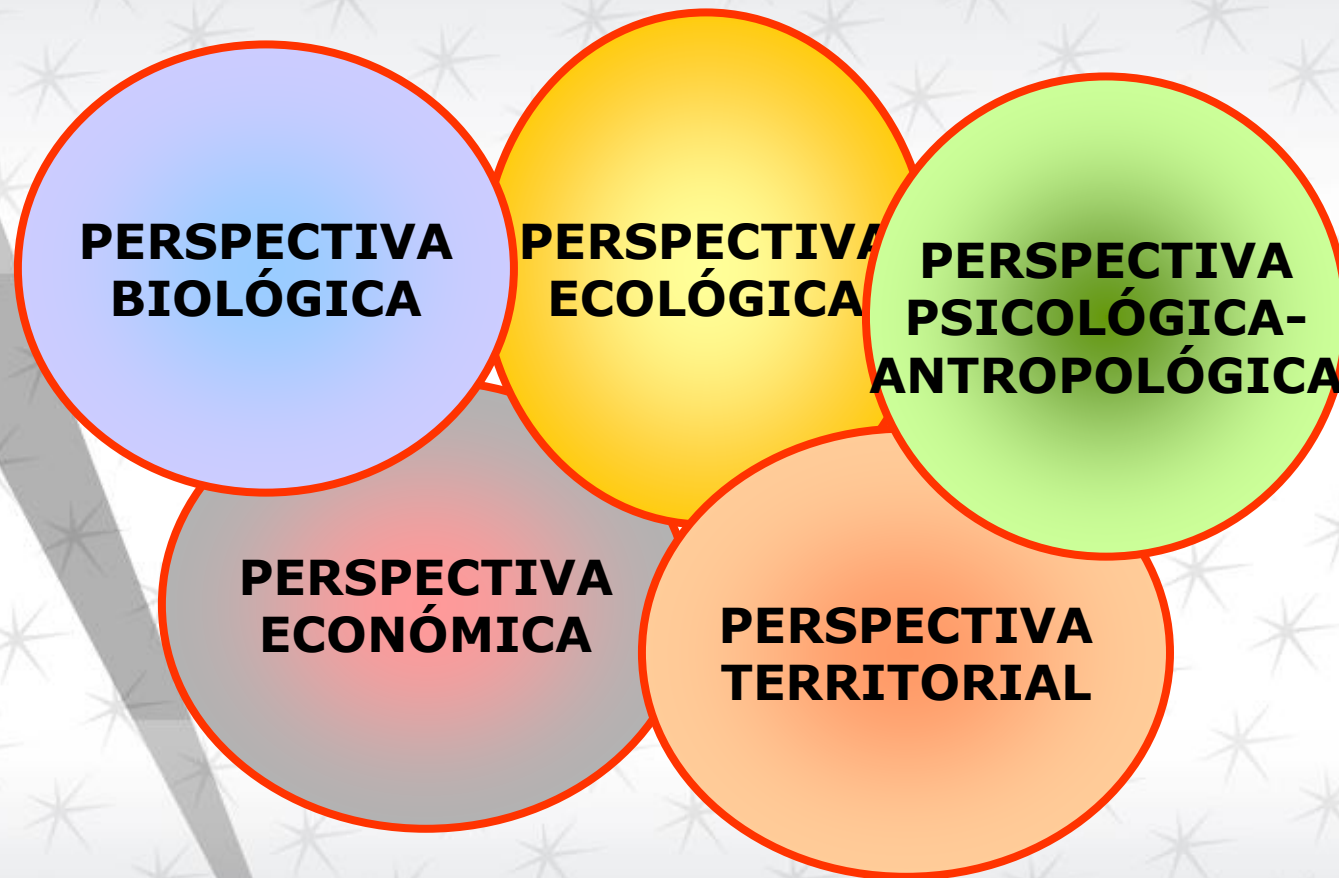 PERSPECTIVA
BIOLÓGICA
PERSPECTIVA
ECOLÓGICA
PERSPECTIVA
PSICOLÓGICA-
ANTROPOLÓGICA
PERSPECTIVA
ECONÓMICA
PERSPECTIVA
TERRITORIAL